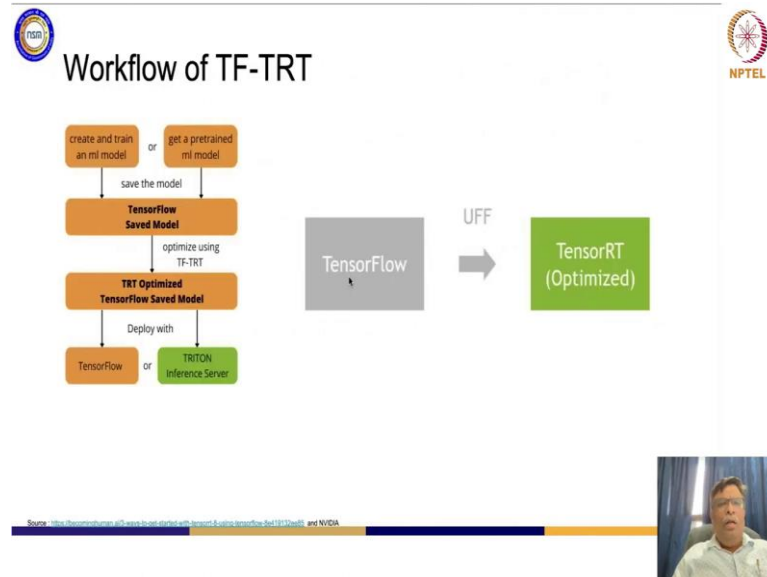 nsm
Workflow of TF-TRT
NPTEL
create and train
an ml model
or
get a pretrained
ml model
save the model
TensorFlow
Saved Model
optimize using
TF-TRT
TRT Optimized
TensorFlow Saved Model
Deploy with
TensorFlow
or
TRITON
Inference Server
TensorFlow
UFF
TensorRT
(Optimized)
Source : and NVIDIA